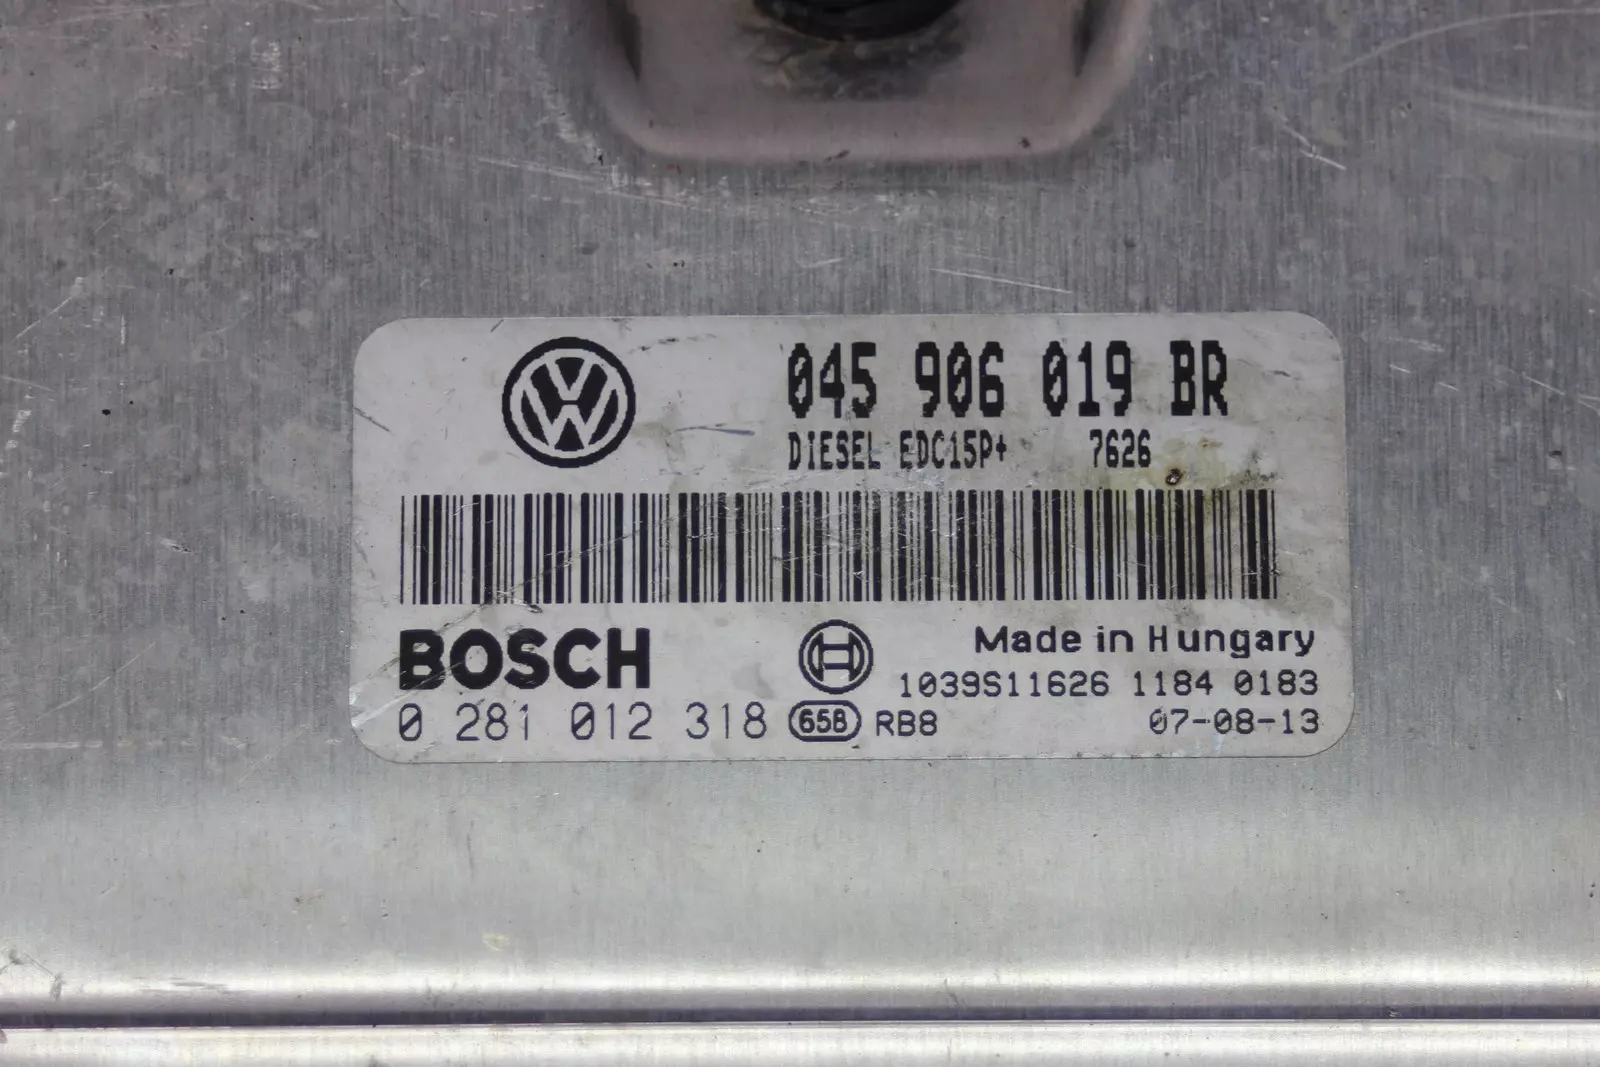 045 906 019 BR
DIESEL EDC15P+ 7626
BOSCH
Made in Hungary
1039S11626 1184 0183
0 281 012 318 65B RB8 07-08-13